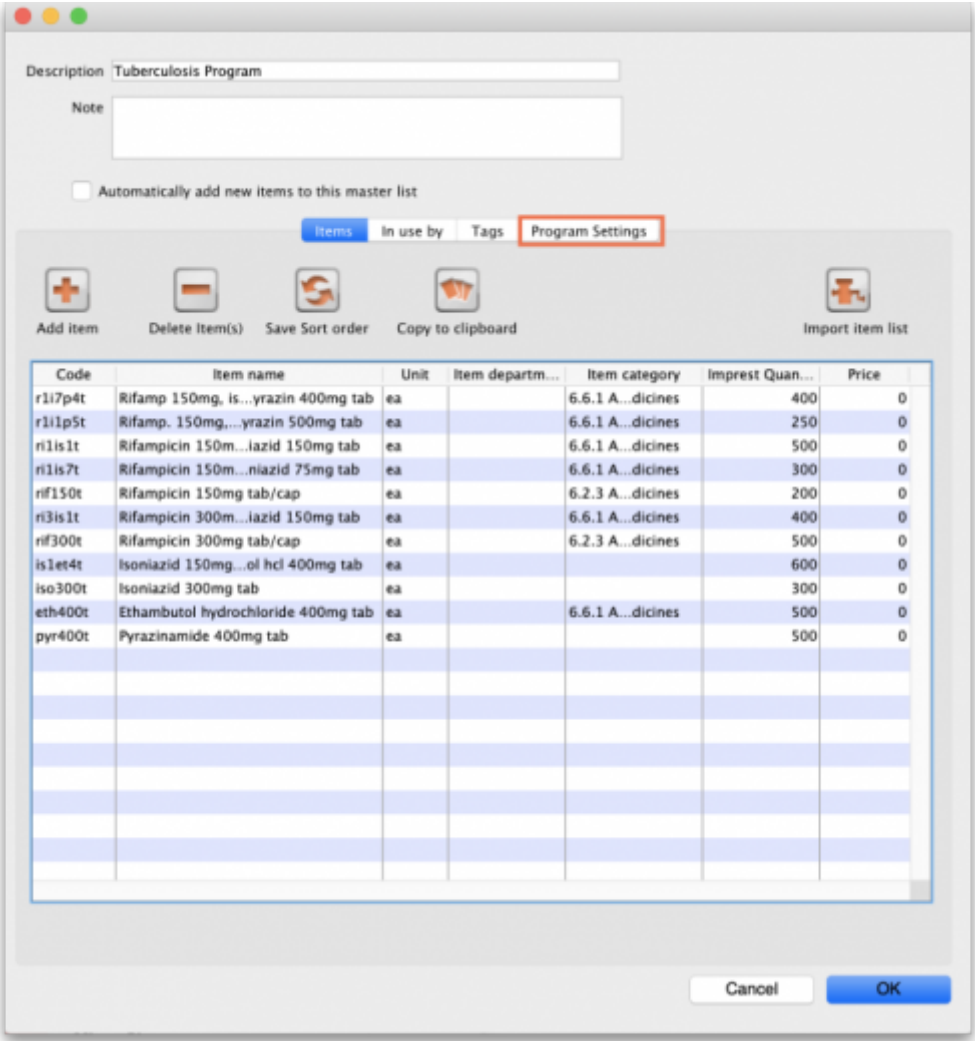 Description Tuberculosis Program
Note
Automatically add new items to this master list
Items In use by Tags Program Settings
Add item Delete Item(s) Save Sort order Copy to clipboard Import item list
Code Item name Unit Item departm... Item category Imprest Quan... Price
r1i7p4t Rifamp 150mg, is...yrazin 400mg tab ea 6.6.1 A...dicines 400 0
r1i1p5t Rifamp. 150mg,...yrazin 500mg tab ea 6.6.1 A...dicines 250 0
ri1is1t Rifampicin 150m...iazid 150mg tab ea 6.6.1 A...dicines 500 0
ri1is7t Rifampicin 150m...niazid 75mg tab ea 6.6.1 A...dicines 300 0
rif150t Rifampicin 150mg tab/cap ea 6.2.3 A...dicines 200 0
ri3is1t Rifampicin 300m...iazid 150mg tab ea 6.6.1 A...dicines 400 0
rif300t Rifampicin 300mg tab/cap ea 6.2.3 A...dicines 500 0
is1et4t Isoniazid 150mg...ol hcl 400mg tab ea 600 0
iso300t Isoniazid 300mg tab ea 300 0
eth400t Ethambutol hydrochloride 400mg tab ea 6.6.1 A...dicines 500 0
pyr400t Pyrazinamide 400mg tab ea 500 0
Cancel OK